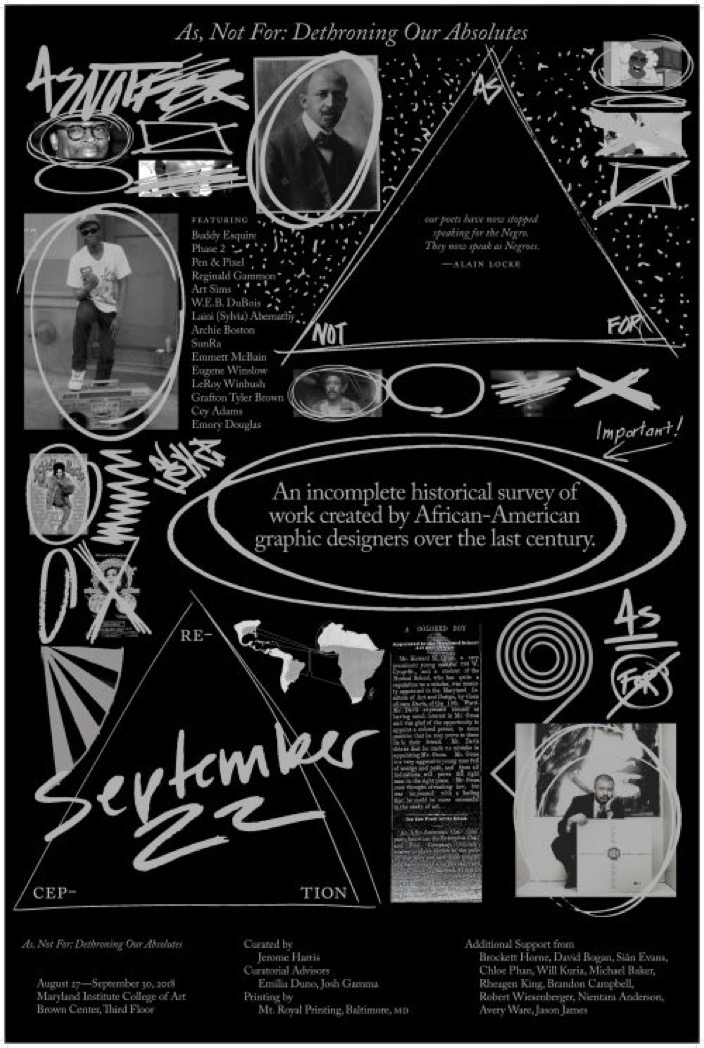 As, Not For: Dethroning Our Absolutes
AS NOT FOR
AS
our poets have now stopped
speaking for the Negro.
They now speak as Negroes.
—ALAIN LOCKE
NOT
FOR
FEATURING
Buddy Esquire
Phase 2
Pen & Pixel
Reginald Gammon
Art Sims
W.E.B. DuBois
Laini (Sylvia) Abernathy
Archie Boston
SunRa
Emmett McBain
Eugene Winslow
LeRoy Winbush
Grafton Tyler Brown
Cey Adams
Emory Douglas
Important!
An incomplete historical survey of
work created by African-American
graphic designers over the last century.
RE-
CEP-
TION
September
22
A COLORED BOY
As
FOR
As, Not For: Dethroning Our Absolutes
August 27—September 30, 2018
Maryland Institute College of Art
Brown Center, Third Floor
Curated by
Jerome Harris
Curatorial Advisors
Emilia Duno, Josh Gamma
Printing by
Mt. Royal Printing, Baltimore, MD
Additional Support from
Brockett Horne, David Bogan, Siân Evans,
Chloe Phan, Will Kuria, Michael Baker,
Rheagen King, Brandon Campbell,
Robert Wiesenberger, Nientara Anderson,
Avery Ware, Jason James